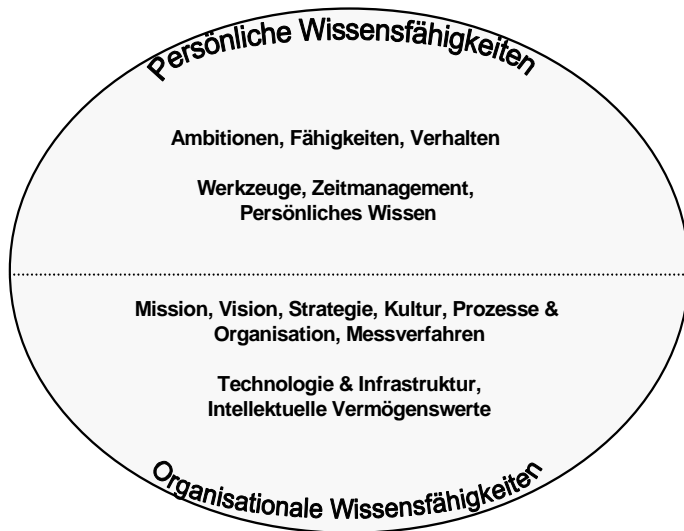 Persönliche Wissensfähigkeiten
Ambitionen, Fähigkeiten, Verhalten
Werkzeuge, Zeitmanagement,
Persönliches Wissen
Mission, Vision, Strategie, Kultur, Prozesse &
Organisation, Messverfahren
Technologie & Infrastruktur,
Intellektuelle Vermögenswerte
Organisationale Wissensfähigkeiten